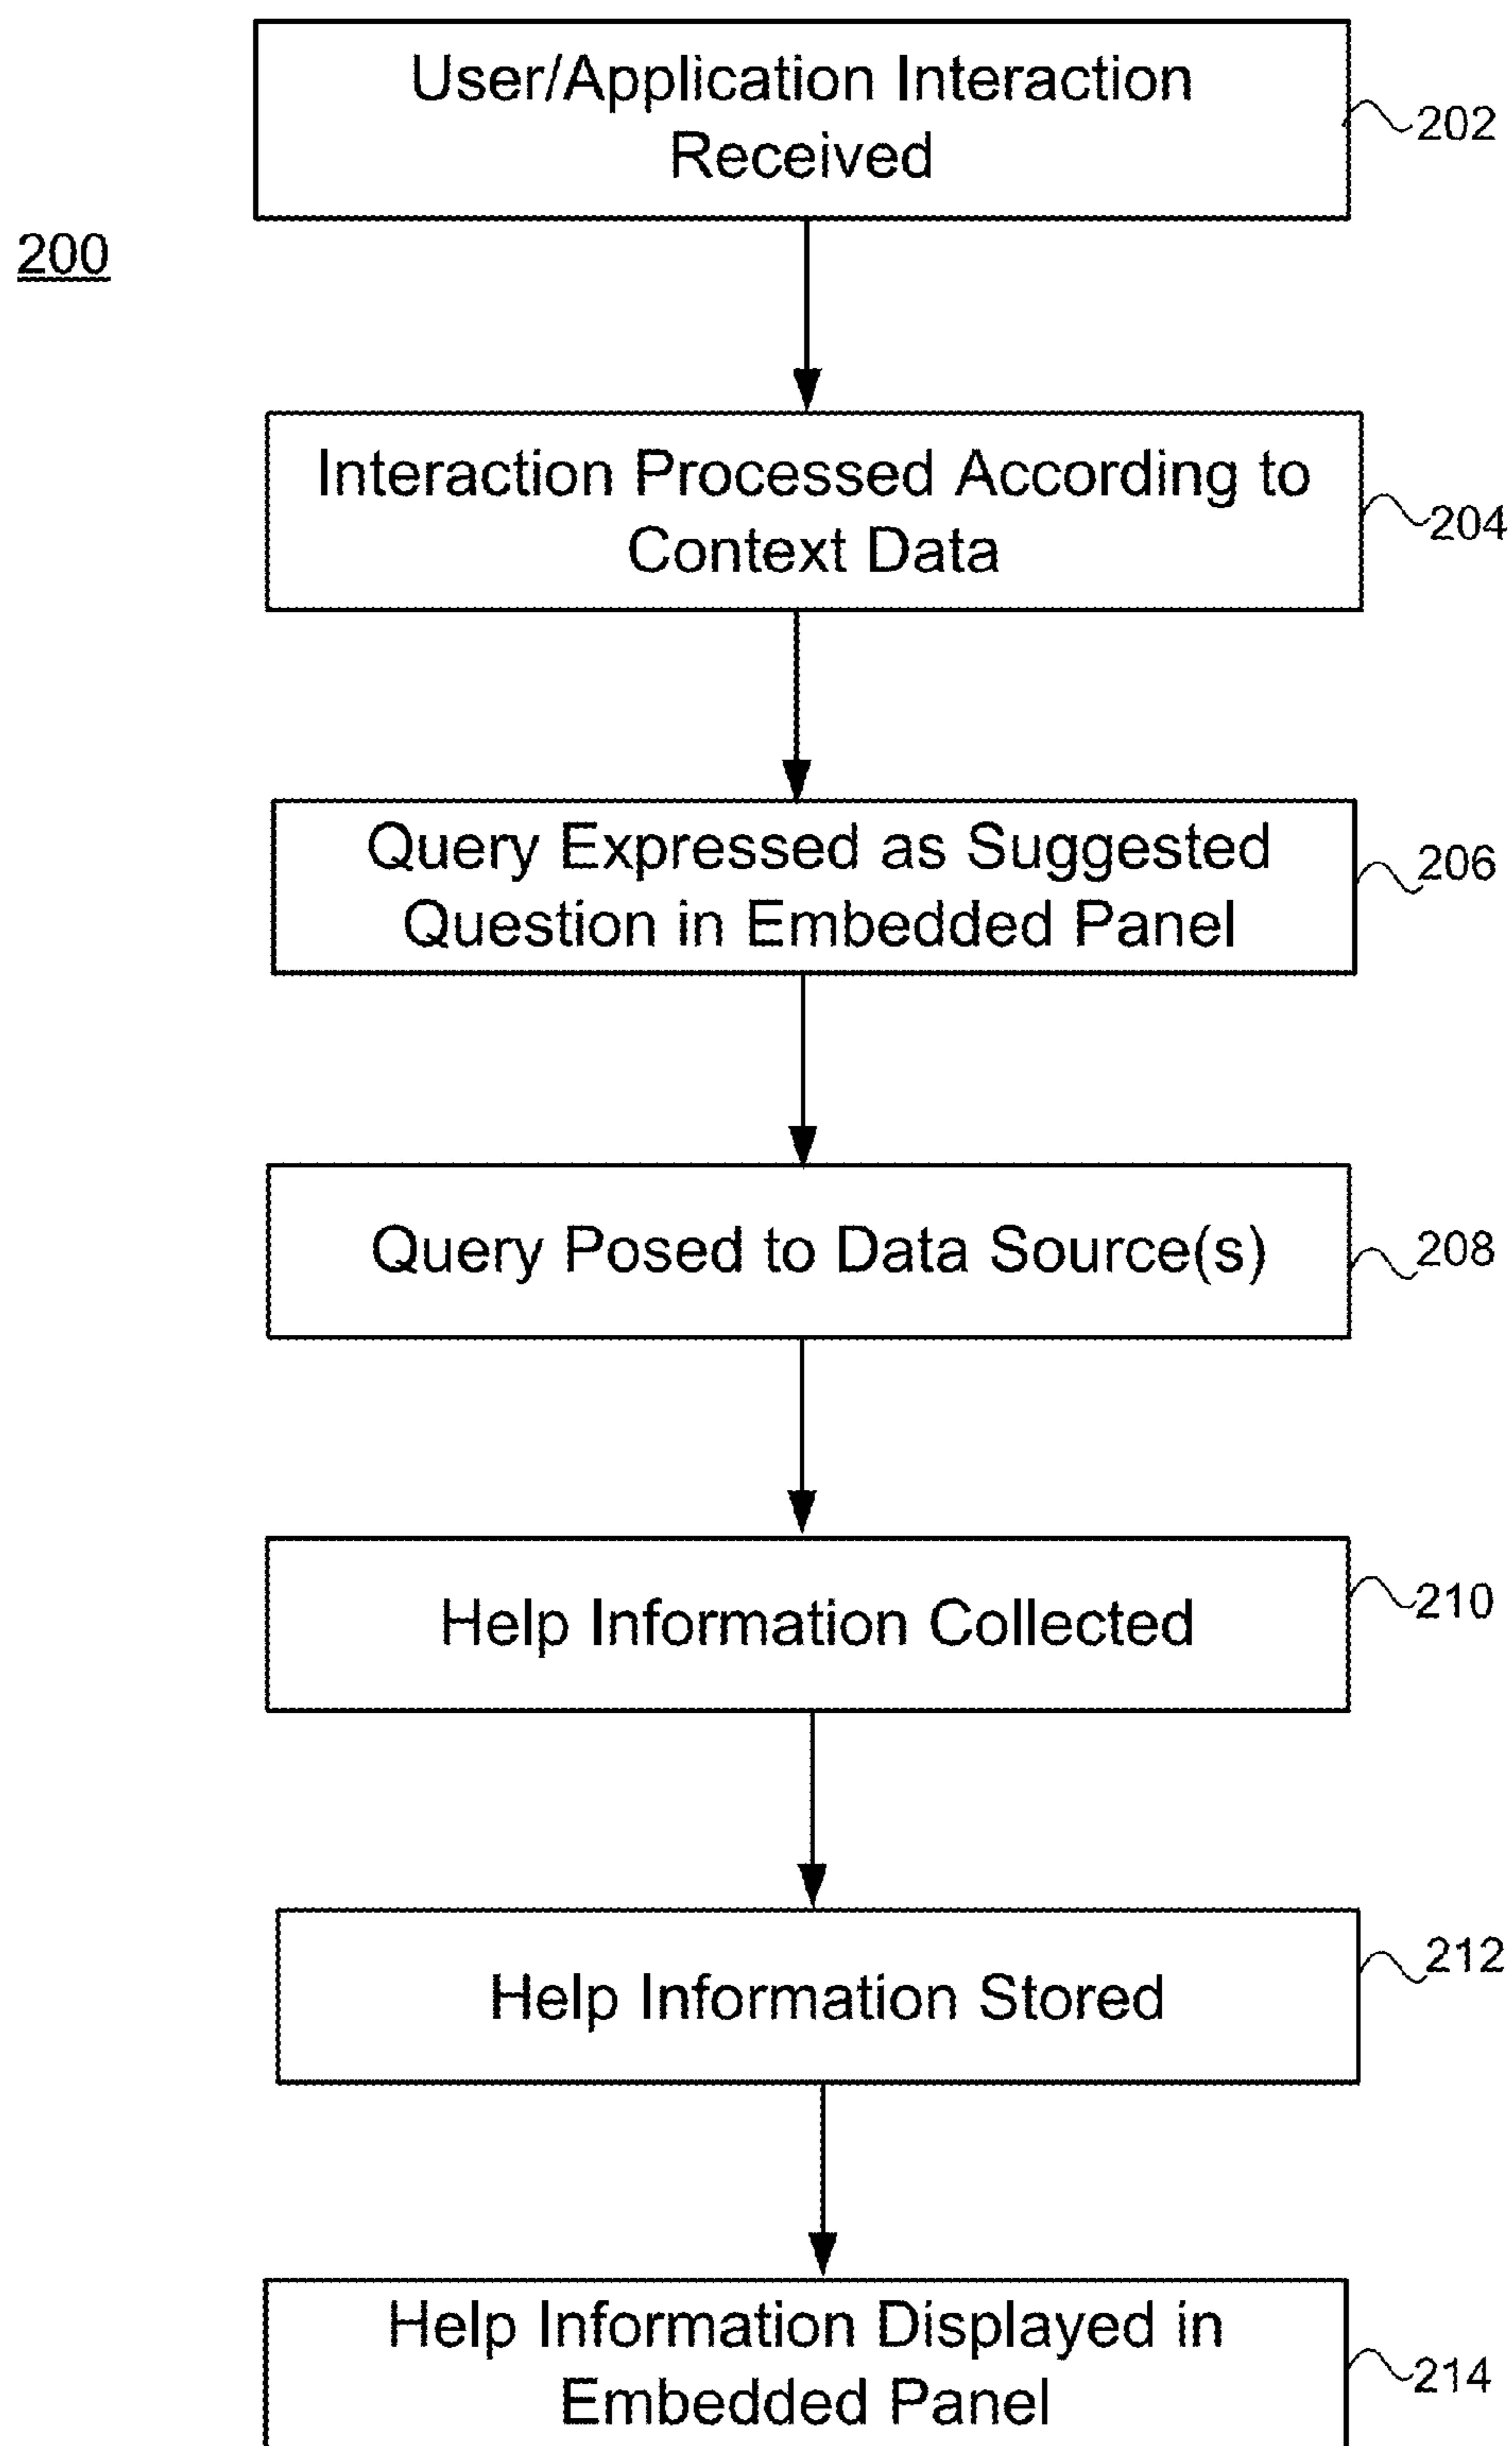 User/Application Interaction
Received
202
200
Interaction Processed According to
Context Data
204
Query Expressed as Suggested
Question in Embedded Panel
206
Query Posed to Data Source(s)
208
Help Information Collected
210
Help Information Stored
212
Help Information Displayed in
Embedded Panel
214